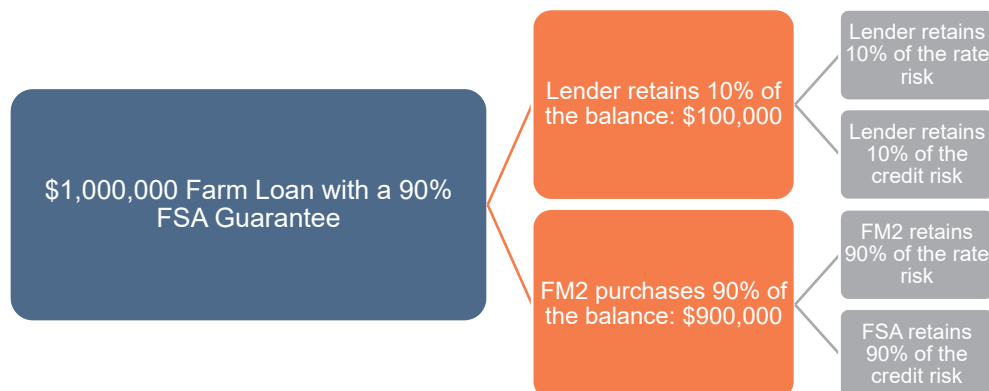 $1,000,000 Farm Loan with a 90%
FSA Guarantee
Lender retains 10% of
the balance: $100,000
FM2 purchases 90% of
the balance: $900,000
Lender retains
10% of the rate
risk
Lender retains
10% of the
credit risk
FM2 retains
90% of the rate
risk
FSA retains
90% of the
credit risk